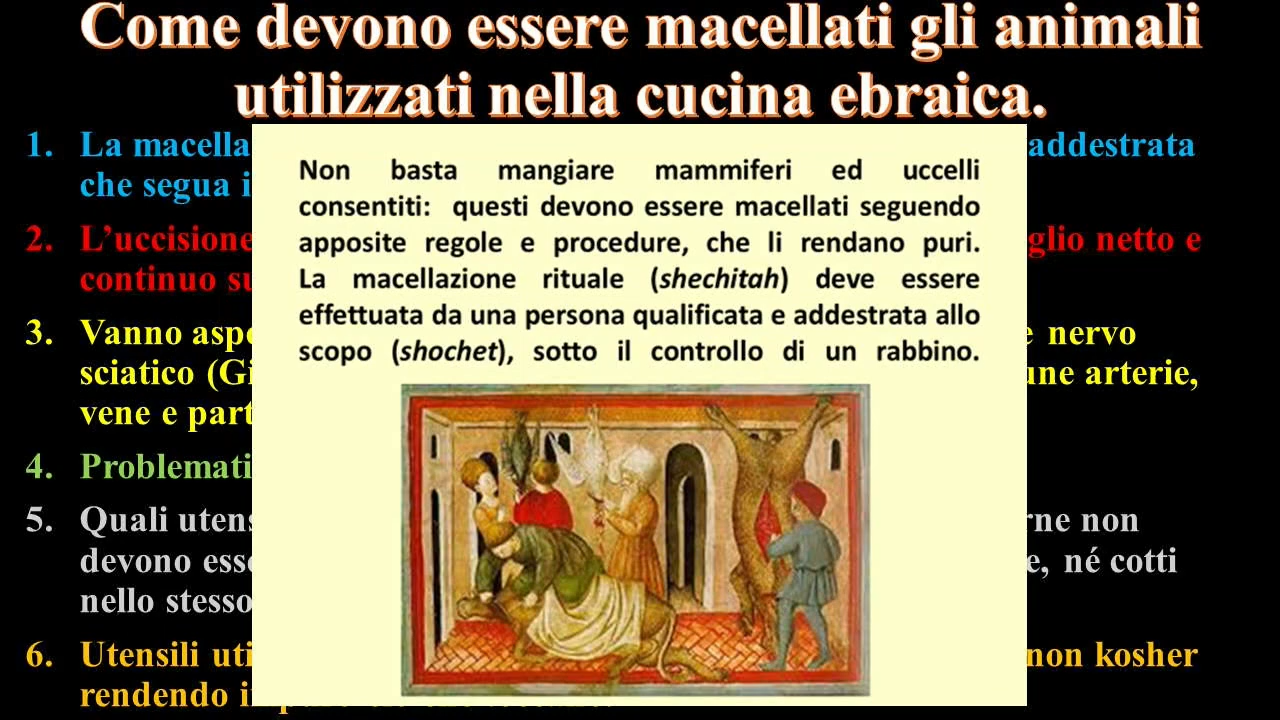 Come devono essere macellati gli animali
utilizzati nella cucina ebraica.
1. La macella addestrata
che segua i
2. L’uccisione glio netto e
continuo su
3. Vanno aspo e nervo
sciatico (Gi une arterie,
vene e part
4. Problemati
5. Quali utens rne non
devono esse e, né cotti
nello stesso
6. Utensili uti non kosher
rendendo i
Non basta mangiare mammiferi ed uccelli
consentiti: questi devono essere macellati seguendo
apposite regole e procedure, che li rendano puri.
La macellazione rituale (shechitah) deve essere
effettuata da una persona qualificata e addestrata allo
scopo (shochet), sotto il controllo di un rabbino.